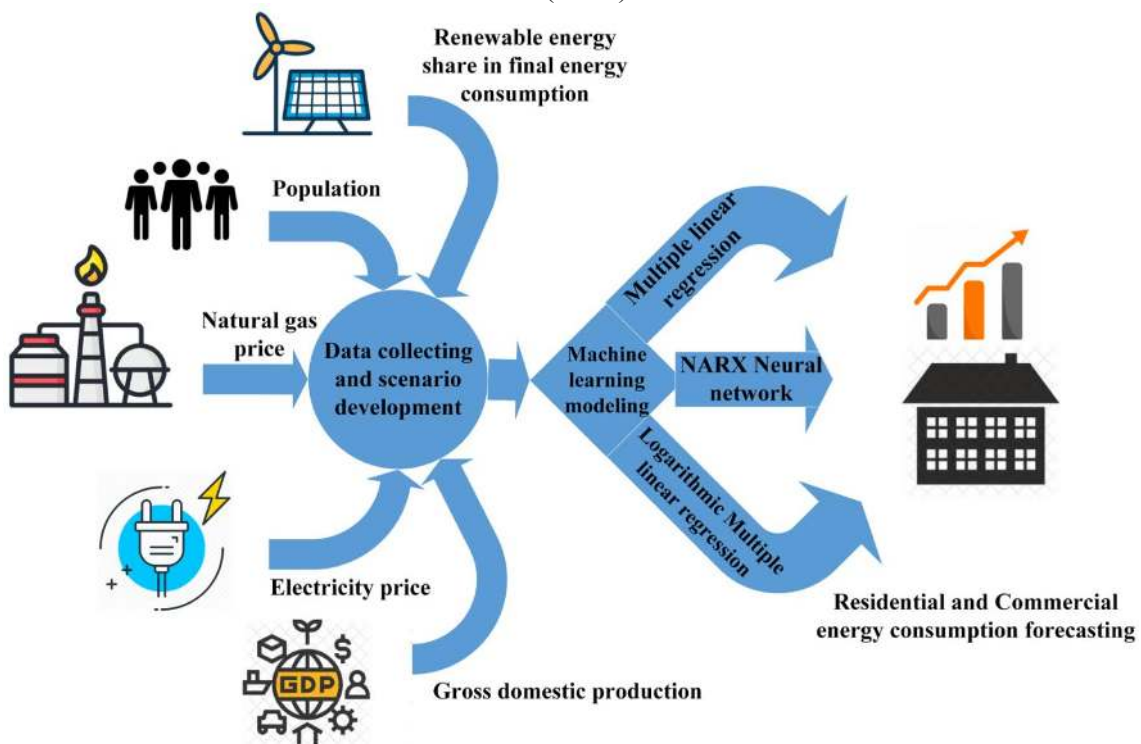 Renewable energy
share in final energy
consumption
Population
Natural gas
price
Data collecting
and scenario
development
Electricity price
GDP
Gross domestic production
Machine
learning
modeling
Multiple linear
regression
NARX Neural
network
Logarithmic Multiple
linear regression
Residential and Commercial
energy consumption forecasting